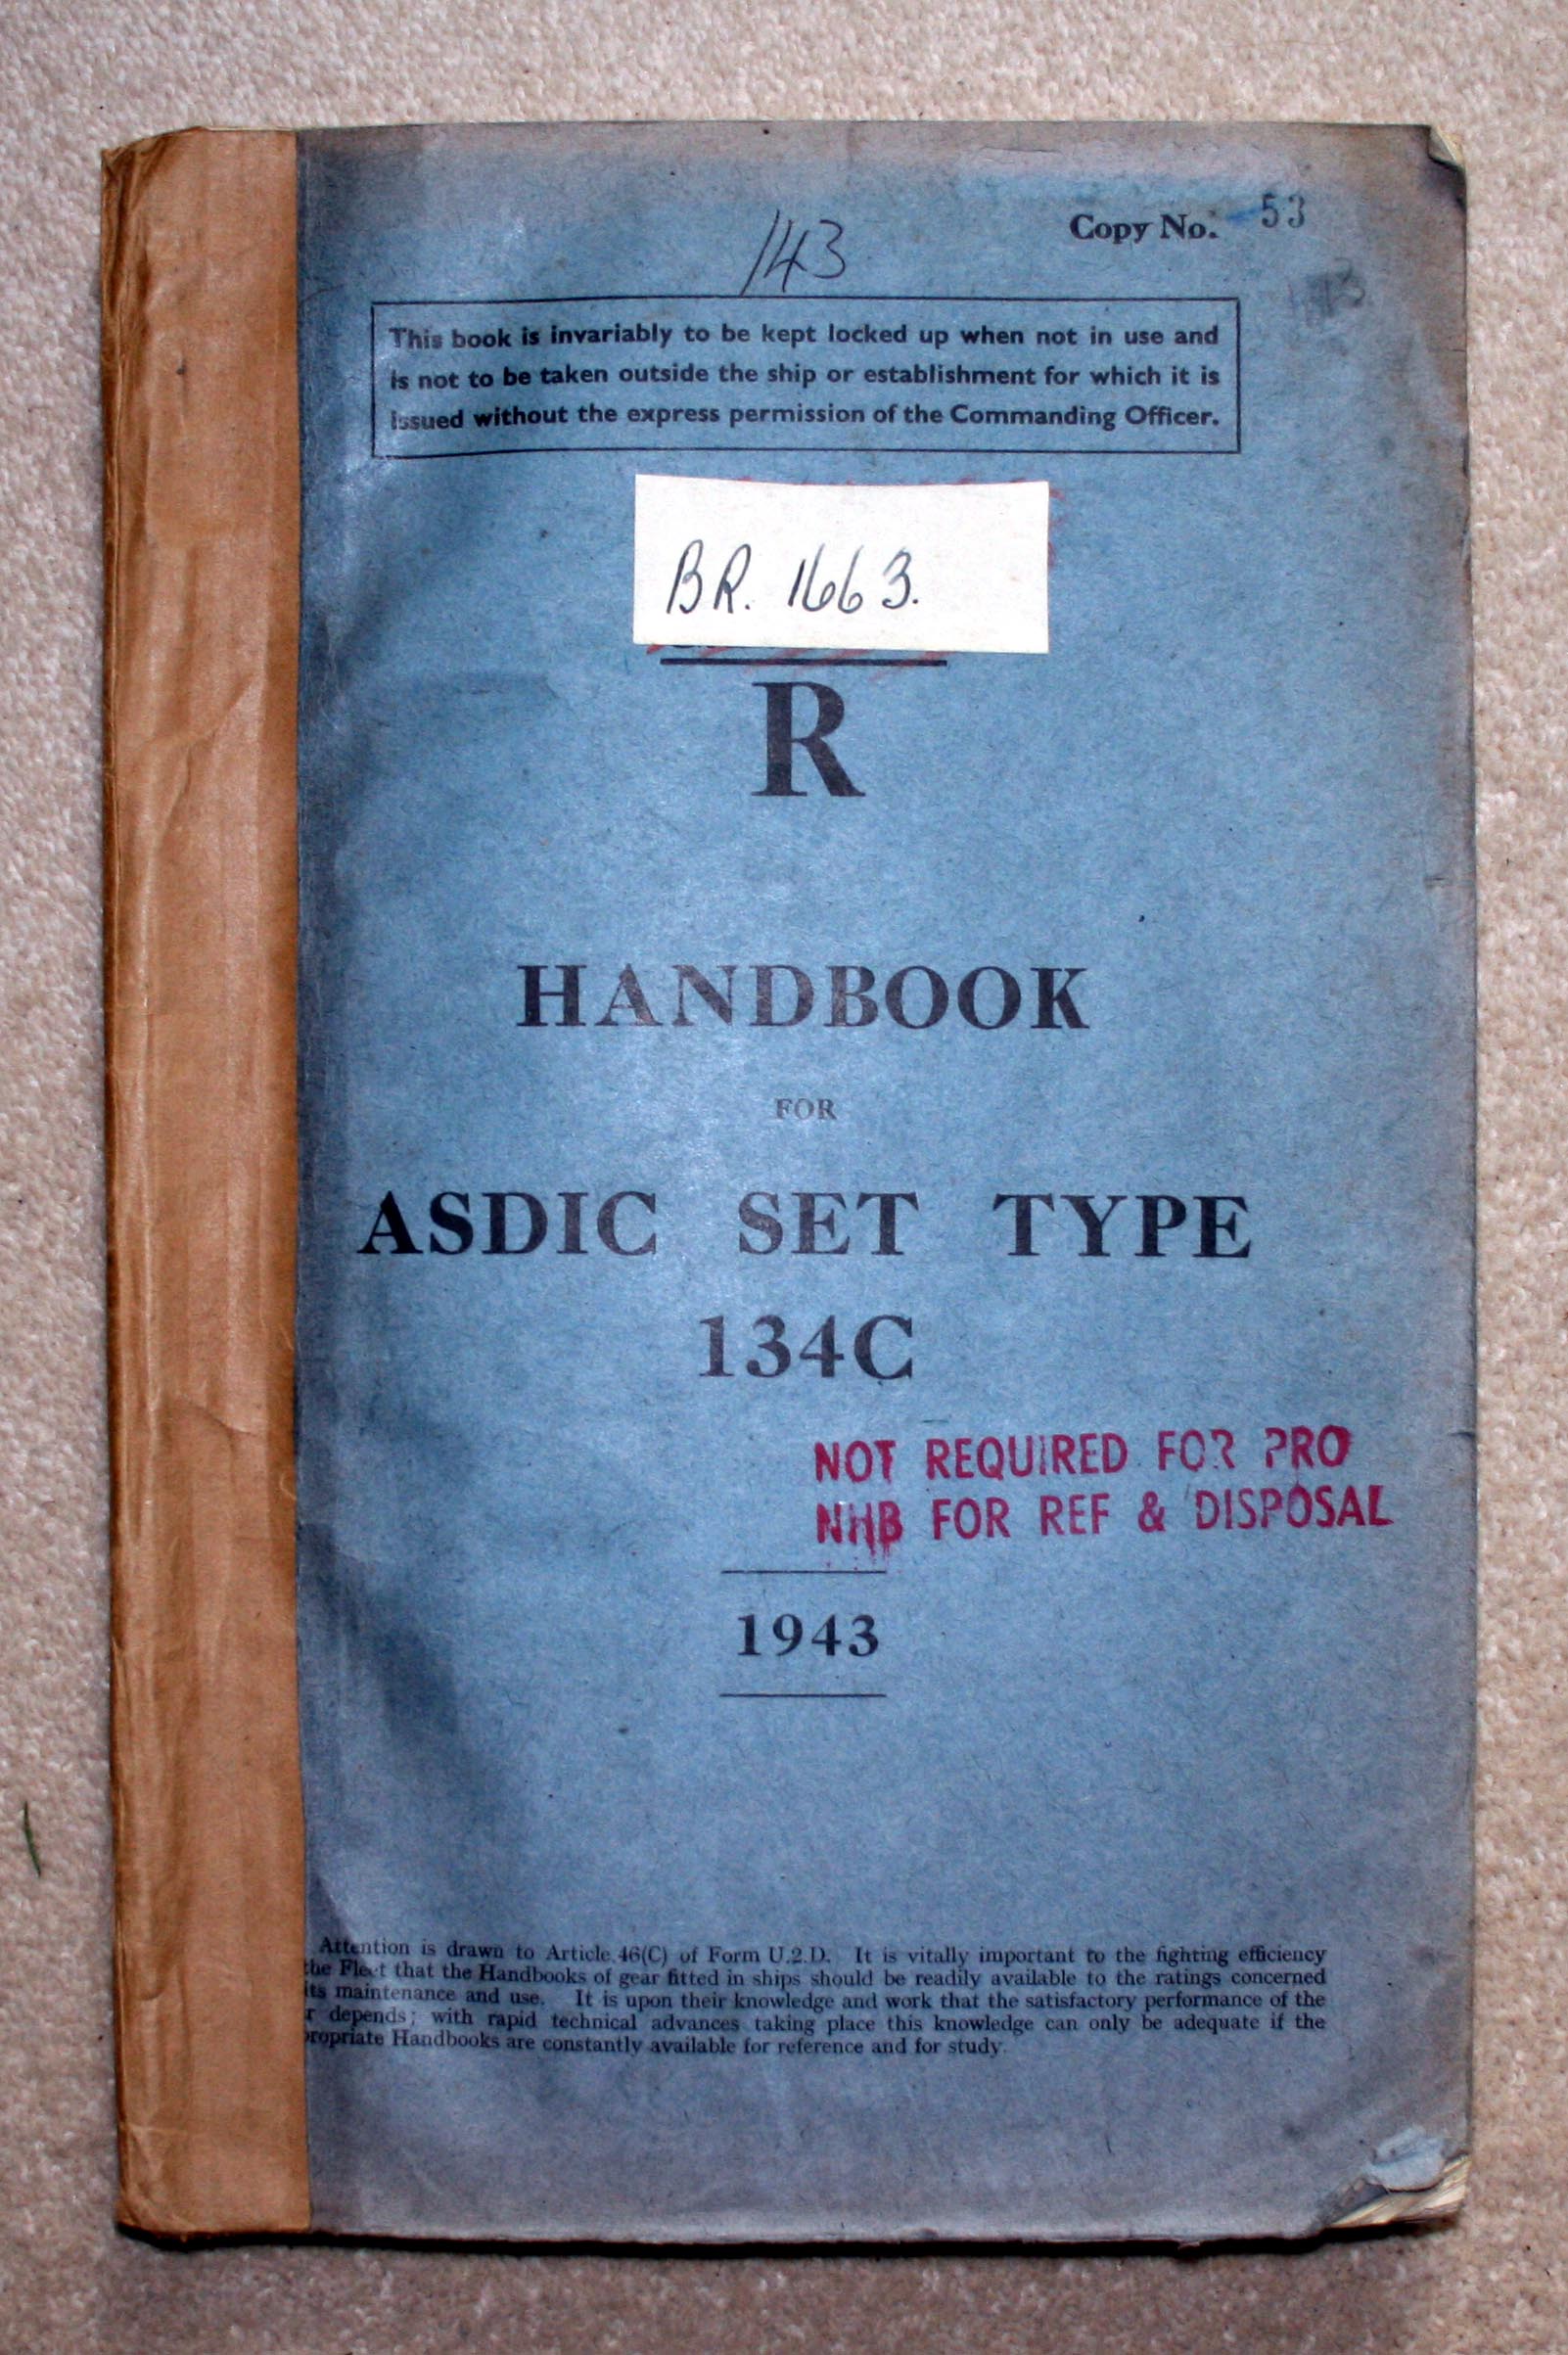 Copy No. 53
143
This book is invariably to be kept locked up when not in use and
is not to be taken outside the ship or establishment for which it is
issued without the express permission of the Commanding Officer.
BR. 1663.
R
HANDBOOK
FOR
ASDIC SET TYPE
134C
NOT REQUIRED FOR PRO
NHB FOR REF & DISPOSAL
1943
Attention is drawn to Article 46(C) of Form U.2.D. It is vitally important to the fighting efficiency
the Fleet that the Handbooks of gear fitted in ships should be readily available to the ratings concerned
its maintenance and use. It is upon their knowledge and work that the satisfactory performance of the
r depends; with rapid technical advances taking place this knowledge can only be adequate if the
propriate Handbooks are constantly available for reference and for study.